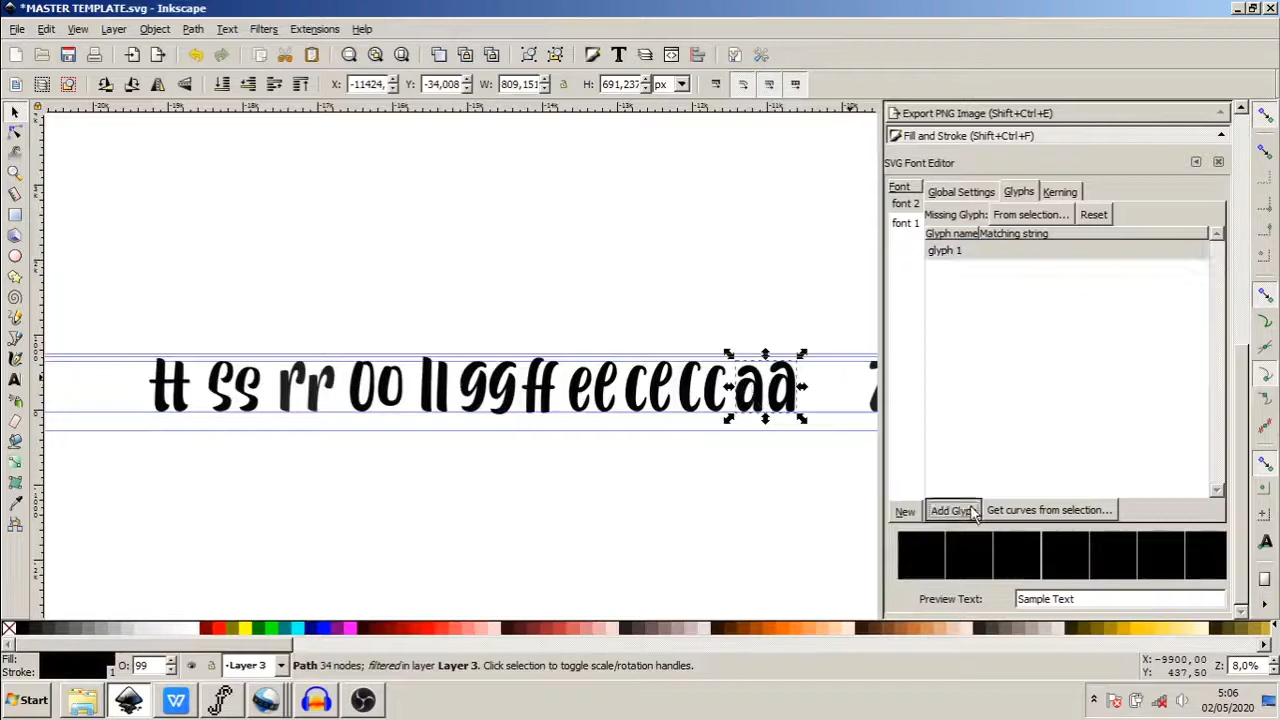 *MASTER TEMPLATE.svg - Inkscape
File Edit View Layer Object Path Text Filters Extensions Help
X: -11424, Y: -34,008 W: 809,151 H: 691,237 px
Export PNG Image (Shift+Ctrl+E)
Fill and Stroke (Shift+Ctrl+F)
SVG Font Editor
Font
Global Settings Glyphs Kerning
font 2
Missing Glyph: From selection... Reset
font 1
Glyph name Matching string
glyph 1
tt ss rr oo ll gg ff ee ce cc aa
New Add Glyp Get curves from selection...
Preview Text: Sample Text
Fill:
Stroke: 1 O: 99 Layer 3 Path 34 nodes; filtered in layer Layer 3. Click selection to toggle scale/rotation handles. X: -9900,00 Y: 437,50 Z: 8,0%
Start 5:06
02/05/2020